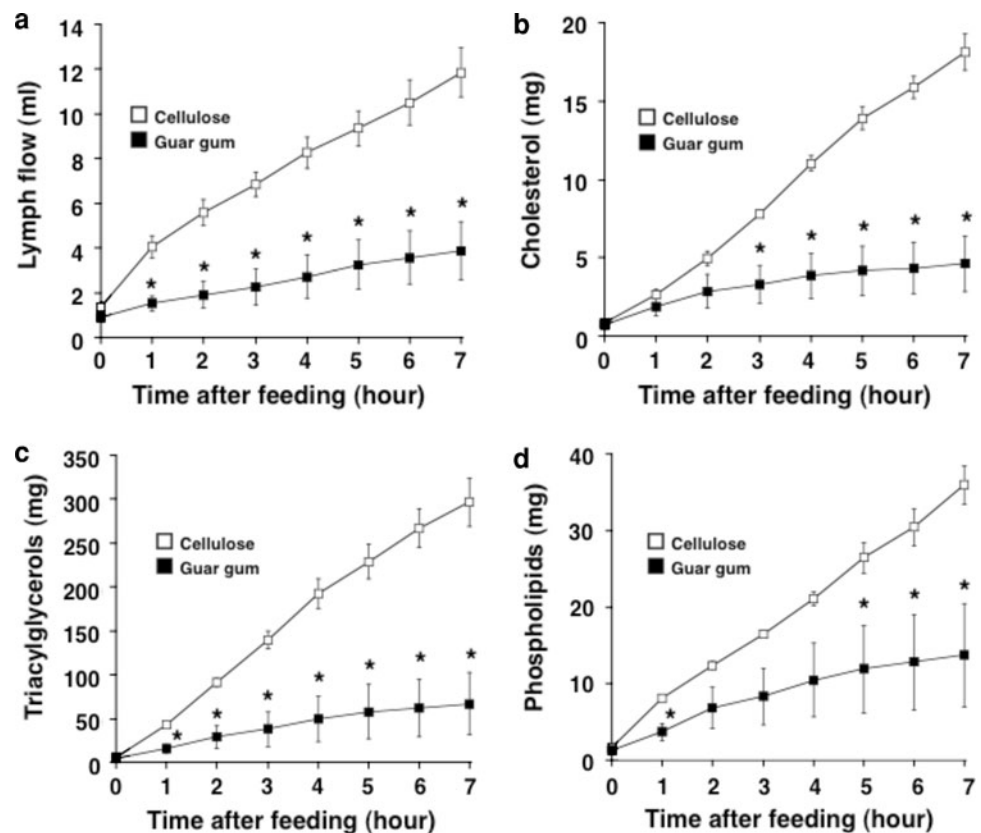 a
Lymph flow (ml)
14
12
10
8
6
4
2
0
Cellulose
Guar gum
* * * * * * *
0 1 2 3 4 5 6 7
Time after feeding (hour)
b
Cholesterol (mg)
20
15
10
5
0
Cellulose
Guar gum
* * * * *
0 1 2 3 4 5 6 7
Time after feeding (hour)
c
Triacylglycerols (mg)
350
300
250
200
150
100
50
0
Cellulose
Guar gum
* * * * * * *
0 1 2 3 4 5 6 7
Time after feeding (hour)
d
Phospholipids (mg)
40
30
20
10
0
Cellulose
Guar gum
* * * *
0 1 2 3 4 5 6 7
Time after feeding (hour)